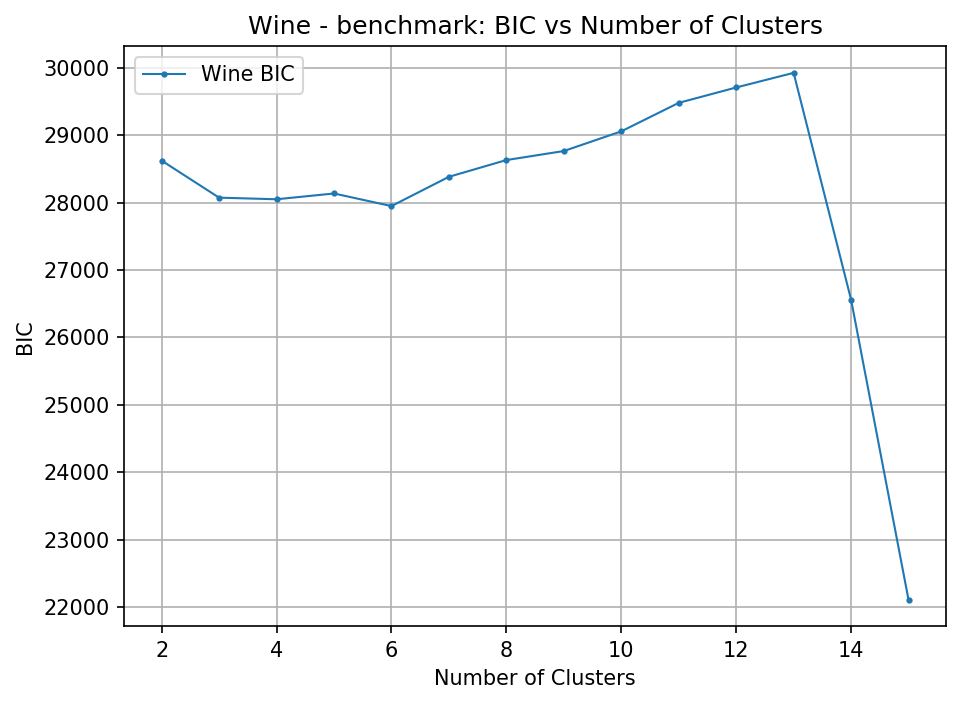 Wine - benchmark: BIC vs Number of Clusters
Wine BIC
30000
29000
28000
27000
26000
25000
24000
23000
22000
BIC
2 4 6 8 10 12 14
Number of Clusters